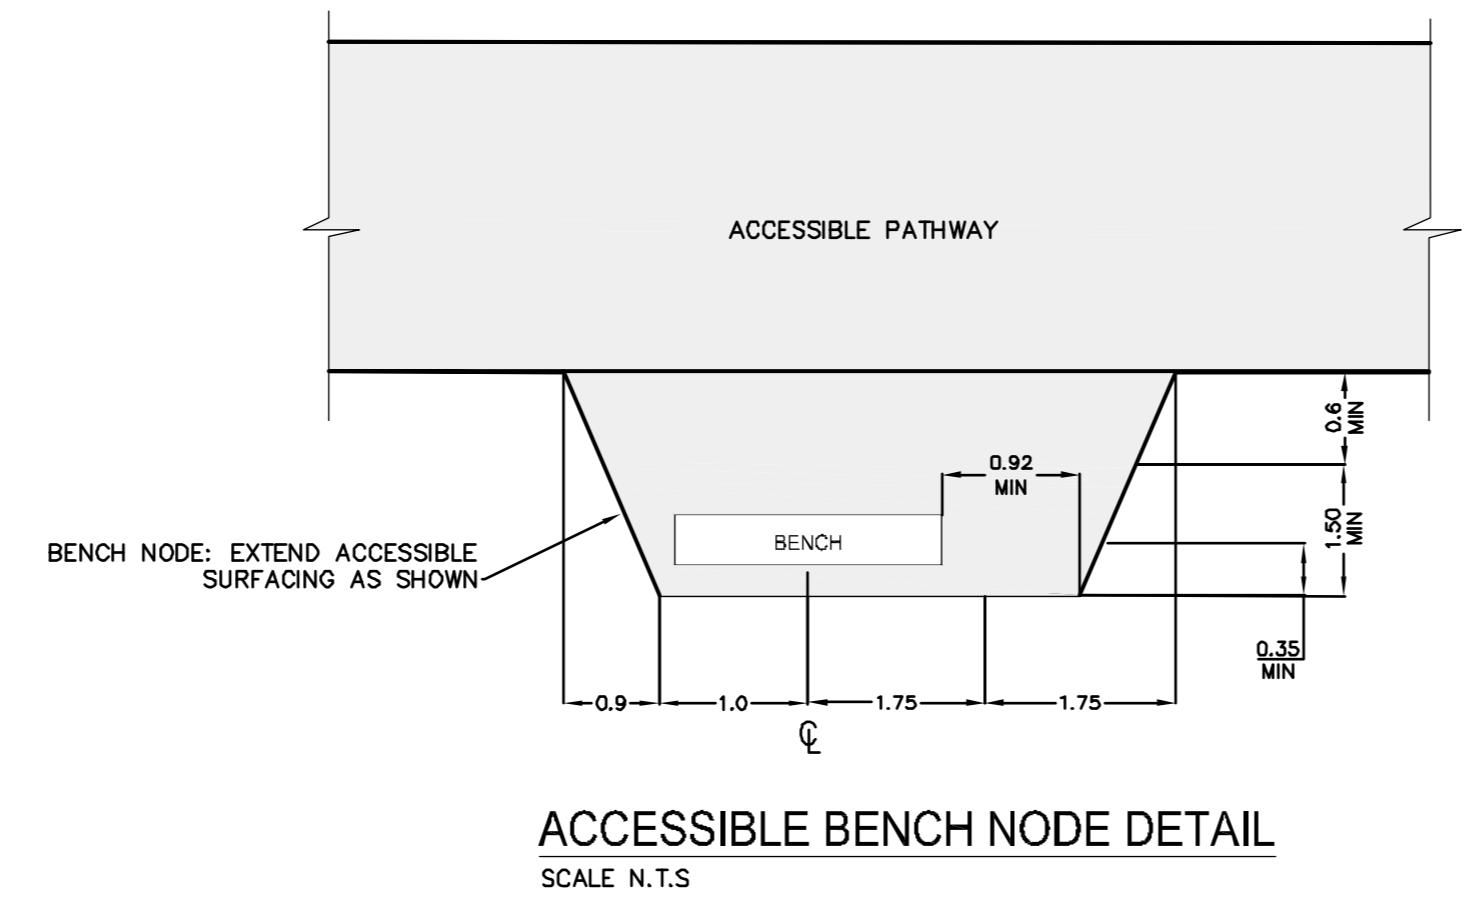 ACCESSIBLE PATHWAY
0.6
MIN
0.92
MIN
1.50
MIN
BENCH
BENCH NODE: EXTEND ACCESSIBLE
SURFACING AS SHOWN
0.35
MIN
0.9
1.0
1.75
1.75
℄
ACCESSIBLE BENCH NODE DETAIL
SCALE N.T.S